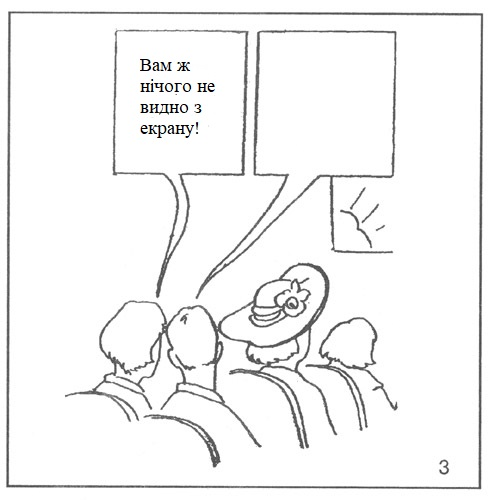 Вам ж
нічого не
видно з
екрану!
3